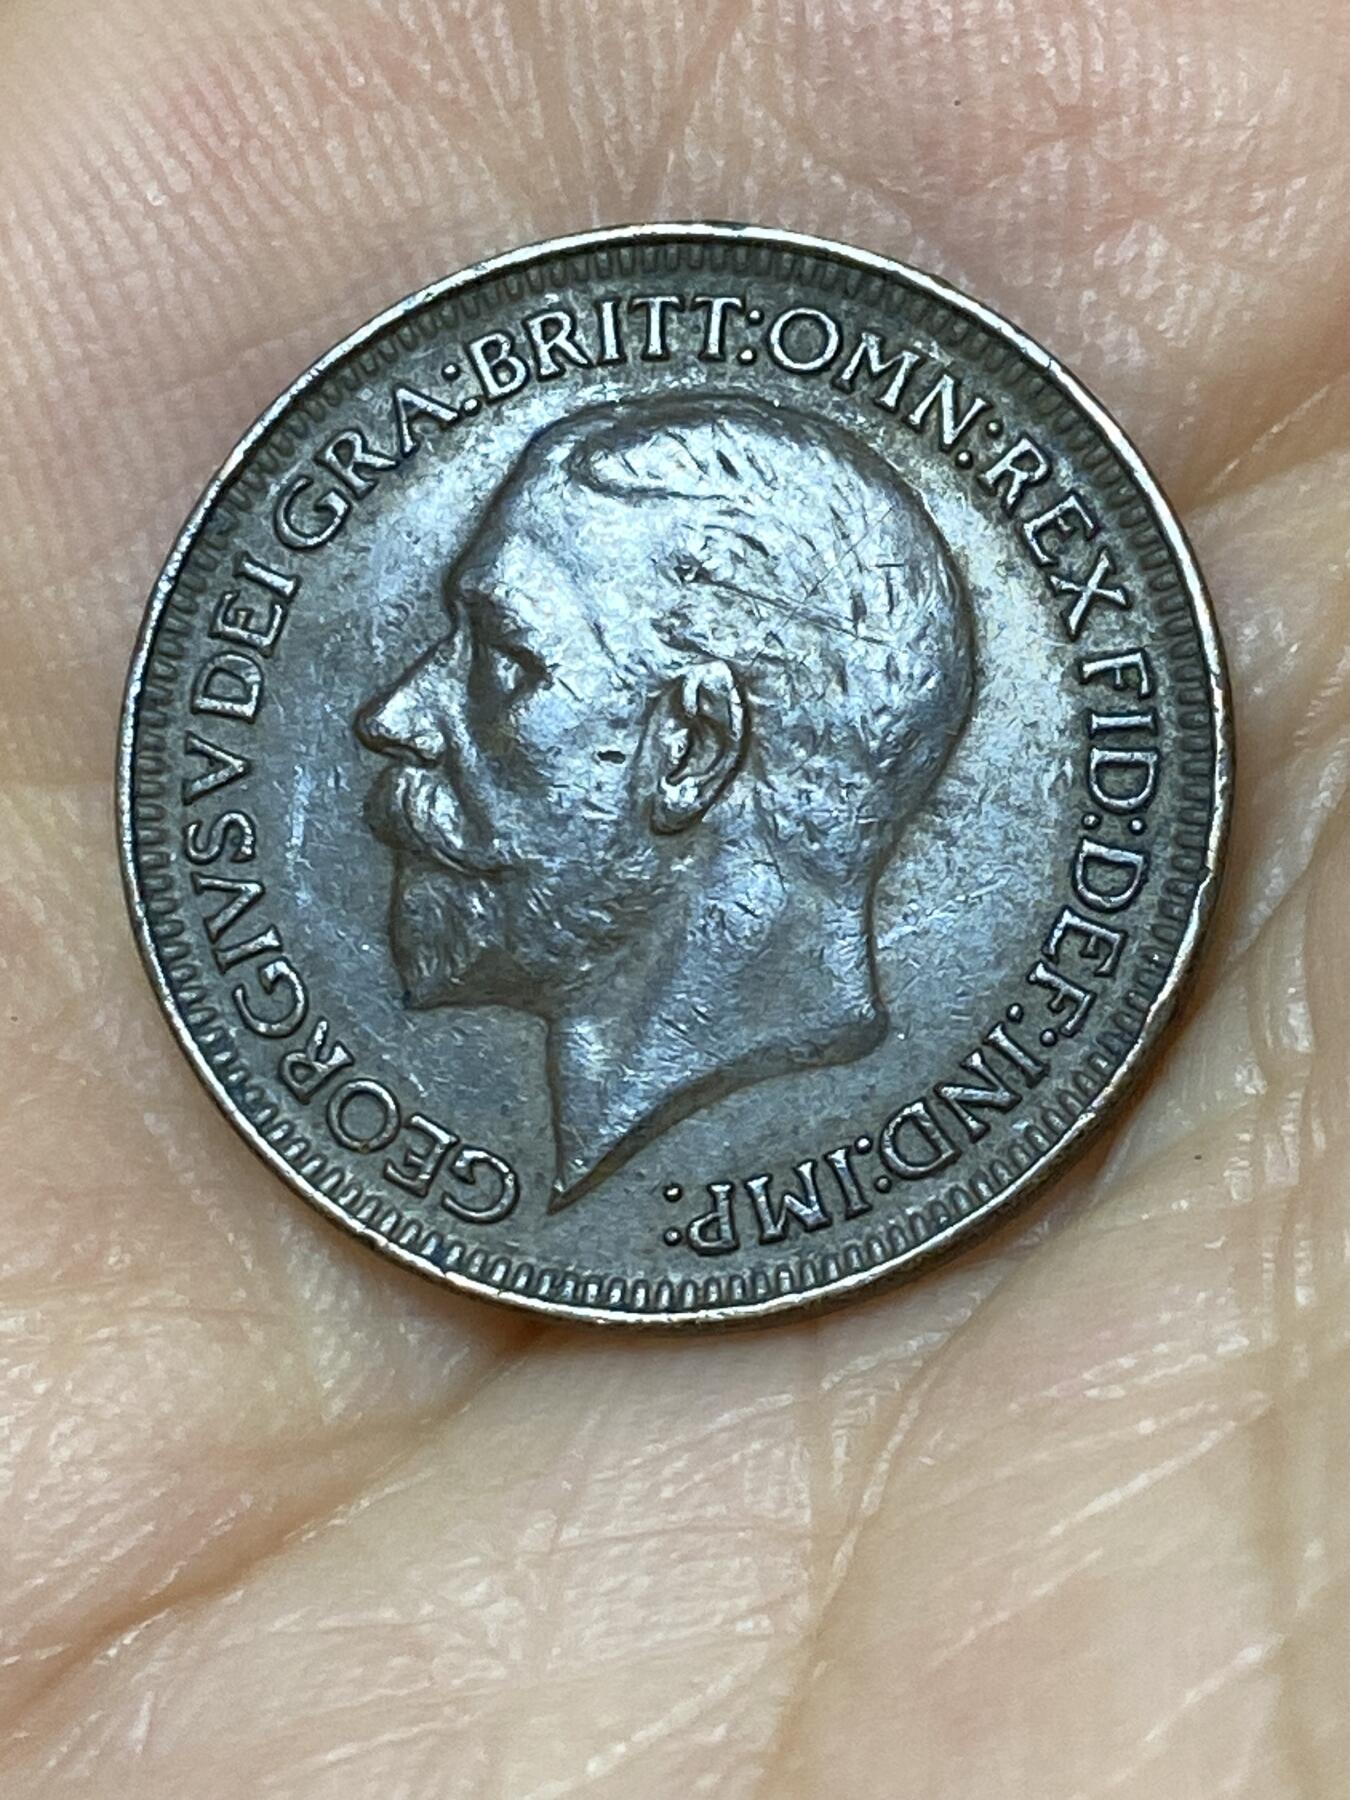 GEORGIVS V DEI GRA:BRITT:OMN:REX FID:DEF:IND:IMP: